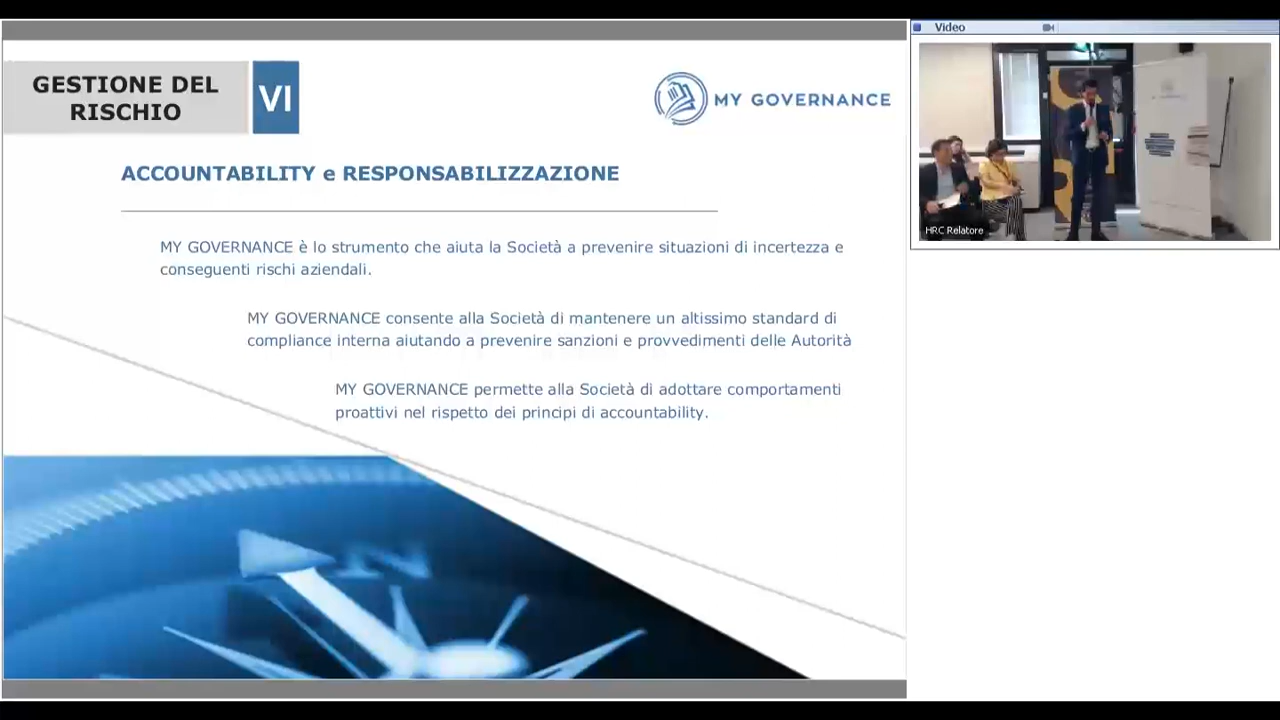 GESTIONE DEL
RISCHIO
VI
MY GOVERNANCE
ACCOUNTABILITY e RESPONSABILIZZAZIONE
MY GOVERNANCE è lo strumento che aiuta la Società a prevenire situazioni di incertezza e
conseguenti rischi aziendali.
MY GOVERNANCE consente alla Società di mantenere un altissimo standard di
compliance interna aiutando a prevenire sanzioni e provvedimenti delle Autorità
MY GOVERNANCE permette alla Società di adottare comportamenti
proattivi nel rispetto dei principi di accountability.
N
Video
HRC Relatore